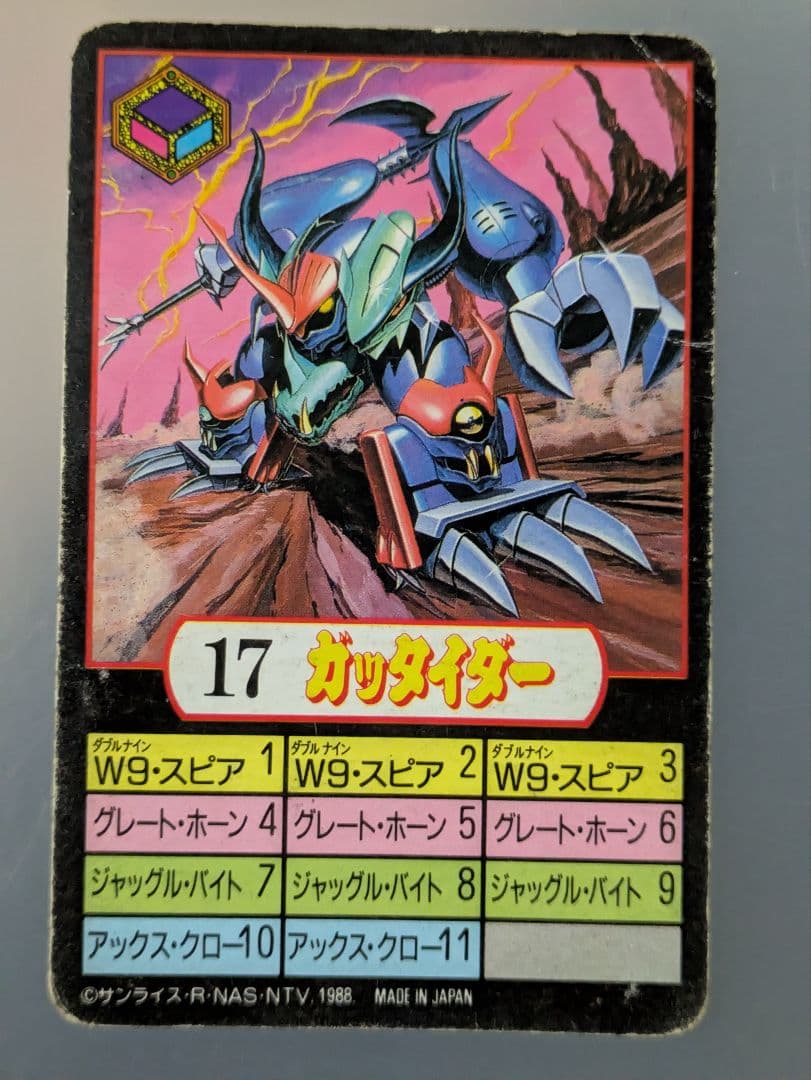 17 ガッタイダー
ダブルナイン ダブルナイン ダブルナイン
W9・スピア 1 W9・スピア 2 W9・スピア 3
グレート・ホーン 4 グレート・ホーン 5 グレート・ホーン 6
ジャッグル・バイト 7 ジャッグル・バイト 8 ジャッグル・バイト 9
アックス・クロー10 アックス・クロー11
©サンライズ・R・NAS・NTV, 1988. MADE IN JAPAN